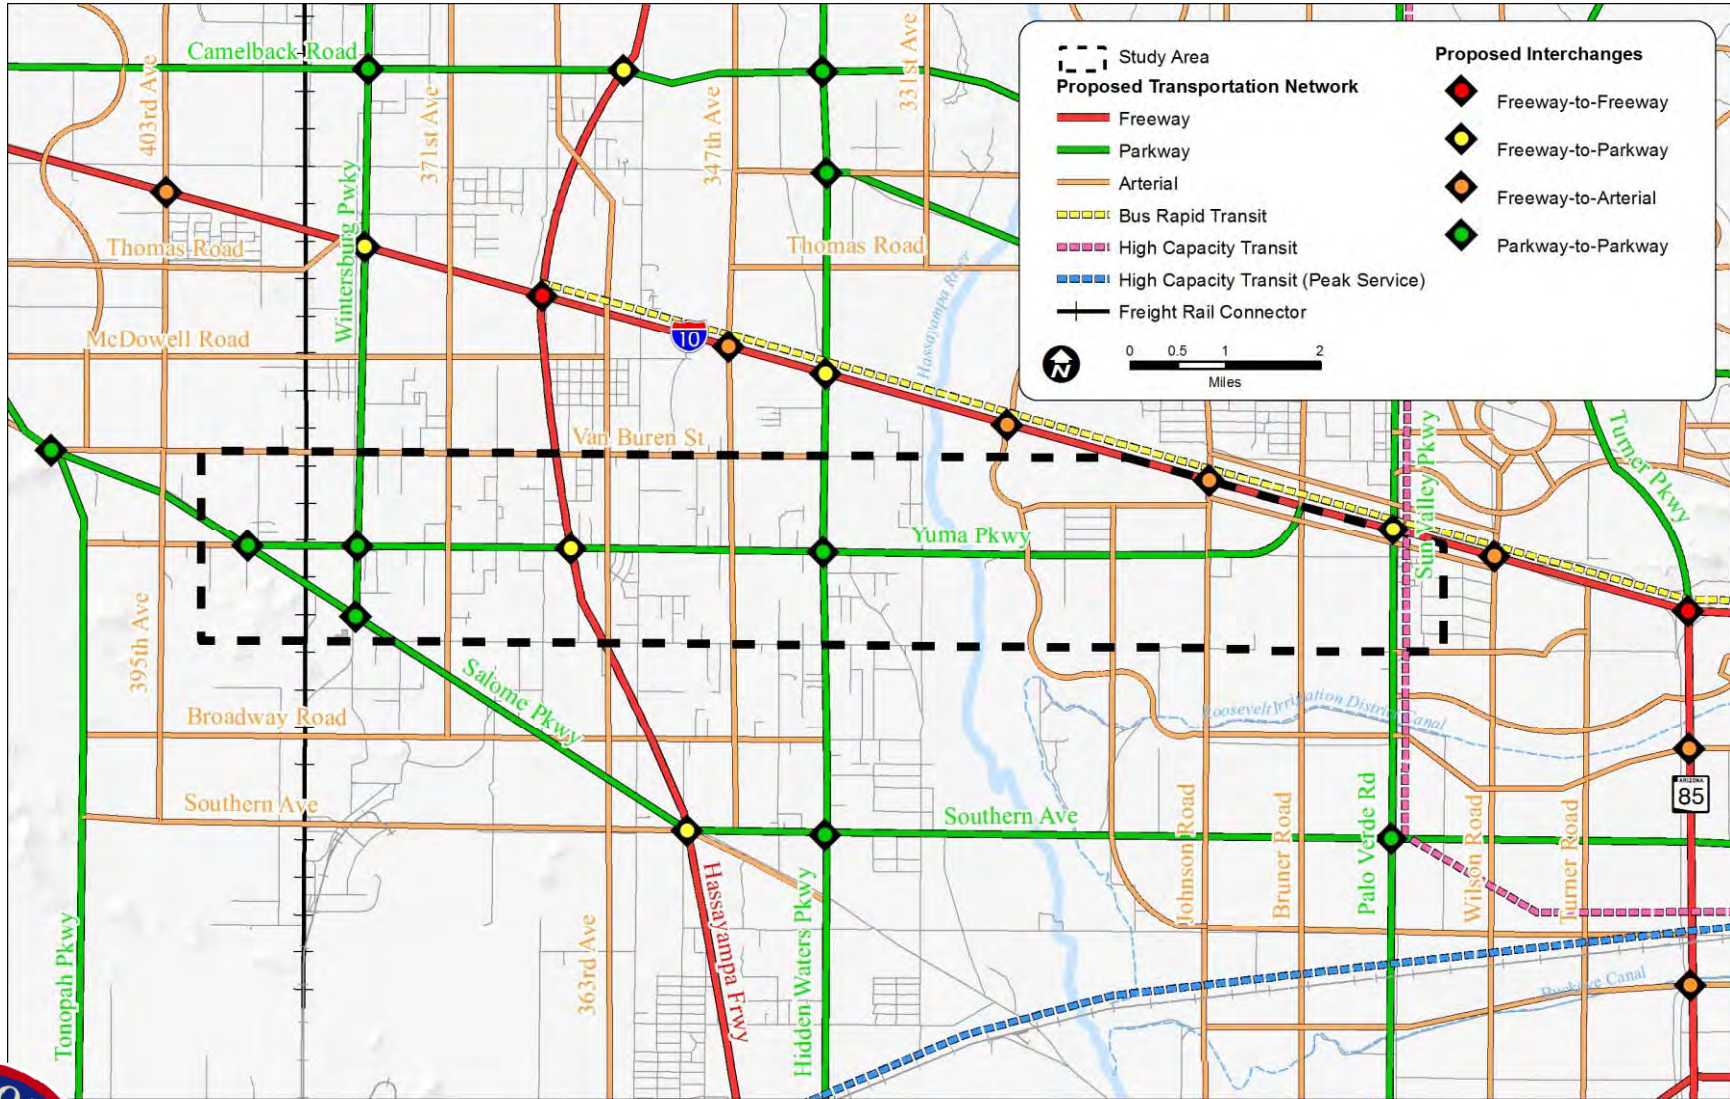 Study Area
Proposed Transportation Network
Freeway
Parkway
Arterial
Bus Rapid Transit
High Capacity Transit
High Capacity Transit (Peak Service)
Freight Rail Connector
N
0 0.5 1 2
Miles
Proposed Interchanges
Freeway-to-Freeway
Freeway-to-Parkway
Freeway-to-Arterial
Parkway-to-Parkway
Camelback Road
403rd Ave
371st Ave
347th Ave
331st Ave
Wintersburg Pwky
Thomas Road
Thomas Road
Hassayampa River
McDowell Road
10
Van Buren St
Yuma Pkwy
Sun Valley Pkwy
Turner Pkwy
395th Ave
Salome Pkwy
Broadway Road
Roosevelt Irrigation District Canal
Southern Ave
Southern Ave
ARIZONA
85
Johnson Road
Bruner Road
Palo Verde Rd
Wilson Road
Turner Road
Tonopah Pkwy
363rd Ave
Hassayampa Frwy
Hidden Waters Pkwy
Buckeye Canal